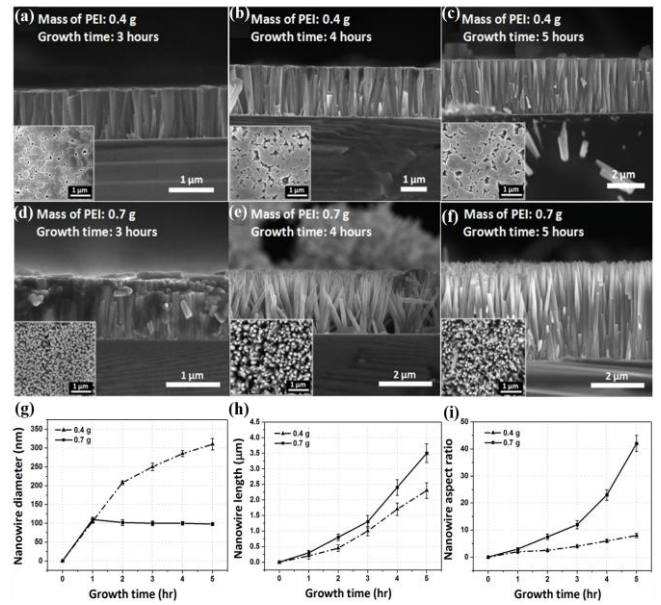 (a) Mass of PEI: 0.4 g
Growth time: 3 hours
1 µm
1 µm
(b) Mass of PEI: 0.4 g
Growth time: 4 hours
1 µm
1 µm
(c) Mass of PEI: 0.4 g
Growth time: 5 hours
1 µm
2 µm
(d) Mass of PEI: 0.7 g
Growth time: 3 hours
1 µm
1 µm
(e) Mass of PEI: 0.7 g
Growth time: 4 hours
1 µm
2 µm
(f) Mass of PEI: 0.7 g
Growth time: 5 hours
1 µm
2 µm
(g)
0.4 g
0.7 g
Nanowire diameter (nm)
350
300
250
200
150
100
50
0
0 1 2 3 4 5
Growth time (hr)
(h)
0.4 g
0.7 g
Nanowire length (µm)
4.5
4.0
3.5
3.0
2.5
2.0
1.5
1.0
0.5
0.0
0 1 2 3 4 5
Growth time (hr)
(i)
0.4 g
0.7 g
Nanowire aspect ratio
50
40
30
20
10
0
0 1 2 3 4 5
Growth time (hr)